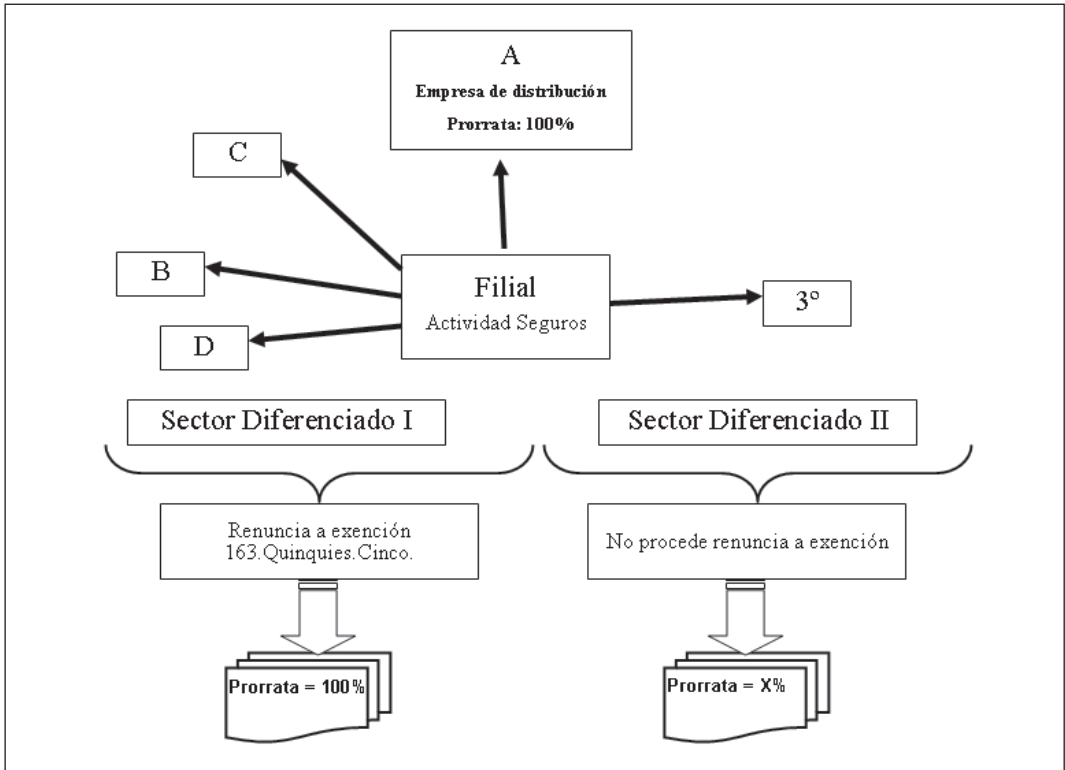 A
Empresa de distribución
Prorrata: 100%
C
B
D
Filial
Actividad Seguros
3º
Sector Diferenciado I
Sector Diferenciado II
Renuncia a exención
163.Quinquies.Cinco.
No procede renuncia a exención
Prorrata = 100%
Prorrata = X%